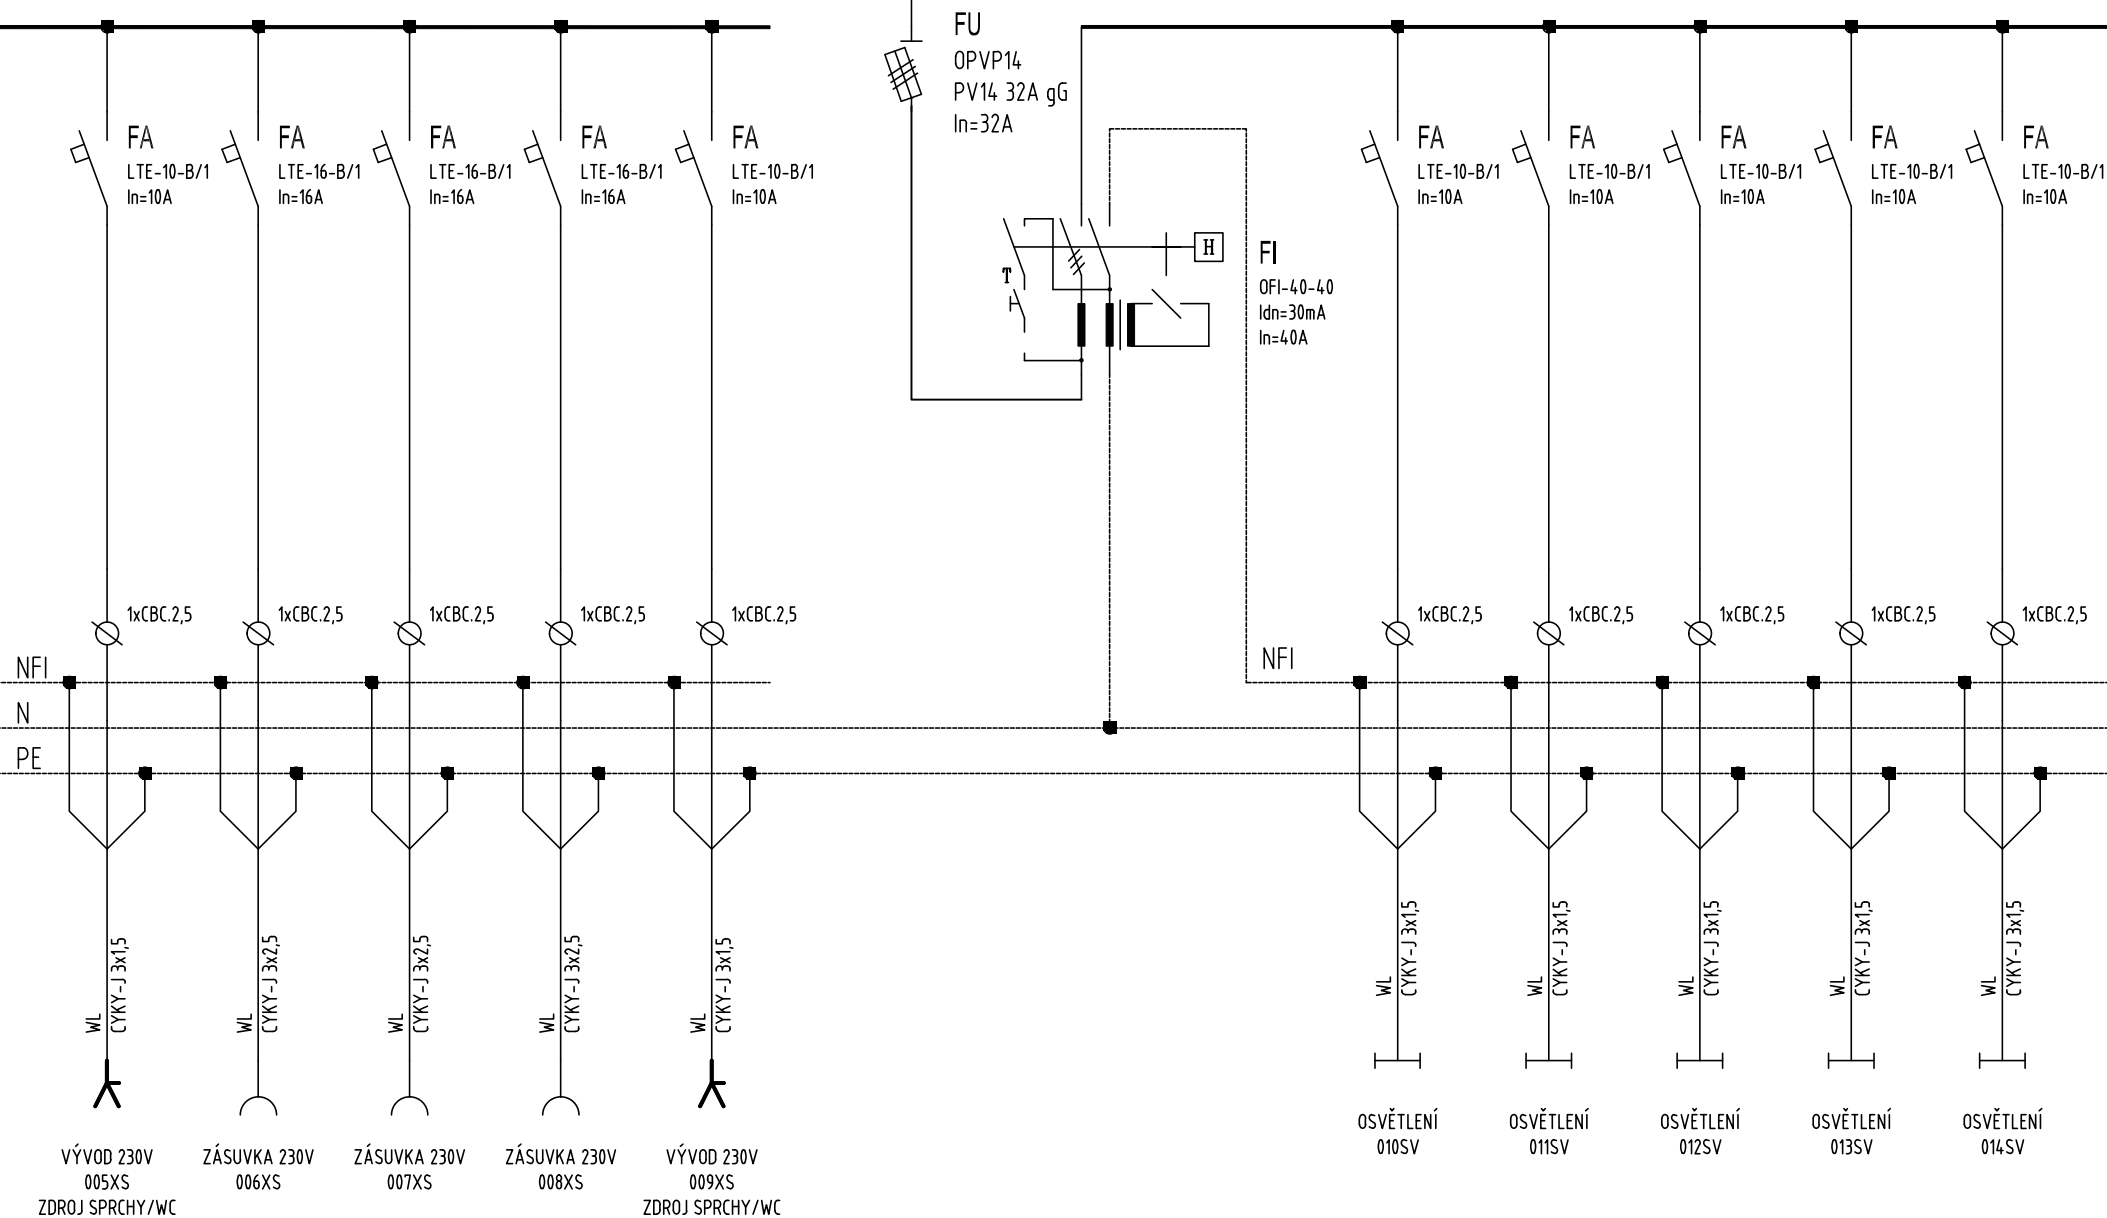 FU
OPVP14
PV14 32A gG
In=32A
FA
LTE-10-B/1
In=10A
FA
LTE-16-B/1
In=16A
FA
LTE-16-B/1
In=16A
FA
LTE-16-B/1
In=16A
FA
LTE-10-B/1
In=10A
FA
LTE-10-B/1
In=10A
FA
LTE-10-B/1
In=10A
FA
LTE-10-B/1
In=10A
FA
LTE-10-B/1
In=10A
FA
LTE-10-B/1
In=10A
T
H
FI
OFI-40-40
Idn=30mA
In=40A
1xCBC.2,5
1xCBC.2,5
1xCBC.2,5
1xCBC.2,5
1xCBC.2,5
1xCBC.2,5
1xCBC.2,5
1xCBC.2,5
1xCBC.2,5
1xCBC.2,5
NFI
NFI
N
PE
WL
CYKY-J 3x1,5
WL
CYKY-J 3x2,5
WL
CYKY-J 3x2,5
WL
CYKY-J 3x2,5
WL
CYKY-J 3x1,5
WL
CYKY-J 3x1,5
WL
CYKY-J 3x1,5
WL
CYKY-J 3x1,5
WL
CYKY-J 3x1,5
WL
CYKY-J 3x1,5
VÝVOD 230V
005XS
ZDROJ SPRCHY/WC
ZÁSUVKA 230V
006XS
ZÁSUVKA 230V
007XS
ZÁSUVKA 230V
008XS
VÝVOD 230V
009XS
ZDROJ SPRCHY/WC
OSVĚTLENÍ
010SV
OSVĚTLENÍ
011SV
OSVĚTLENÍ
012SV
OSVĚTLENÍ
013SV
OSVĚTLENÍ
014SV